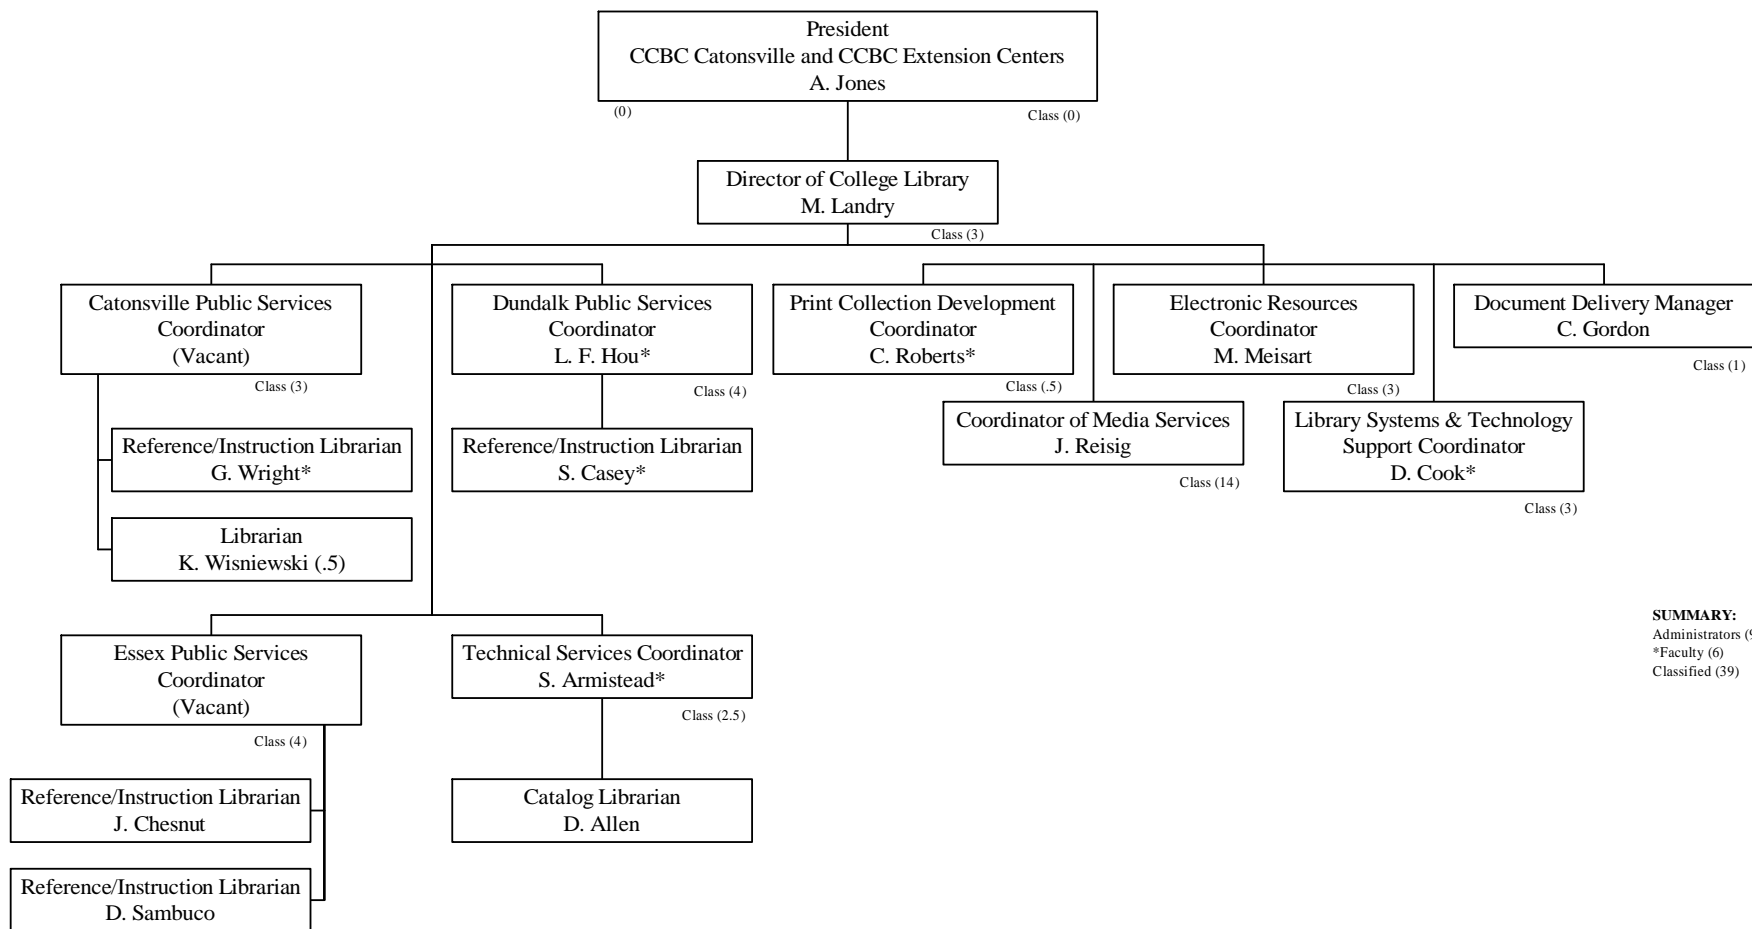 President
CCBC Catonsville and CCBC Extension Centers
A. Jones
(0)
Class (0)
Director of College Library
M. Landry
Class (3)
Catonsville Public Services
Coordinator
(Vacant)
Class (3)
Reference/Instruction Librarian
G. Wright*
Librarian
K. Wisniewski (.5)
Dundalk Public Services
Coordinator
L. F. Hou*
Class (4)
Reference/Instruction Librarian
S. Casey*
Print Collection Development
Coordinator
C. Roberts*
Class (.5)
Coordinator of Media Services
J. Reisig
Class (14)
Electronic Resources
Coordinator
M. Meisart
Class (3)
Library Systems & Technology
Support Coordinator
D. Cook*
Class (3)
Document Delivery Manager
C. Gordon
Class (1)
Essex Public Services
Coordinator
(Vacant)
Class (4)
Reference/Instruction Librarian
J. Chesnut
Reference/Instruction Librarian
D. Sambuco
Technical Services Coordinator
S. Armistead*
Class (2.5)
Catalog Librarian
D. Allen
SUMMARY:
Administrators
*Faculty (6)
Classified (39)